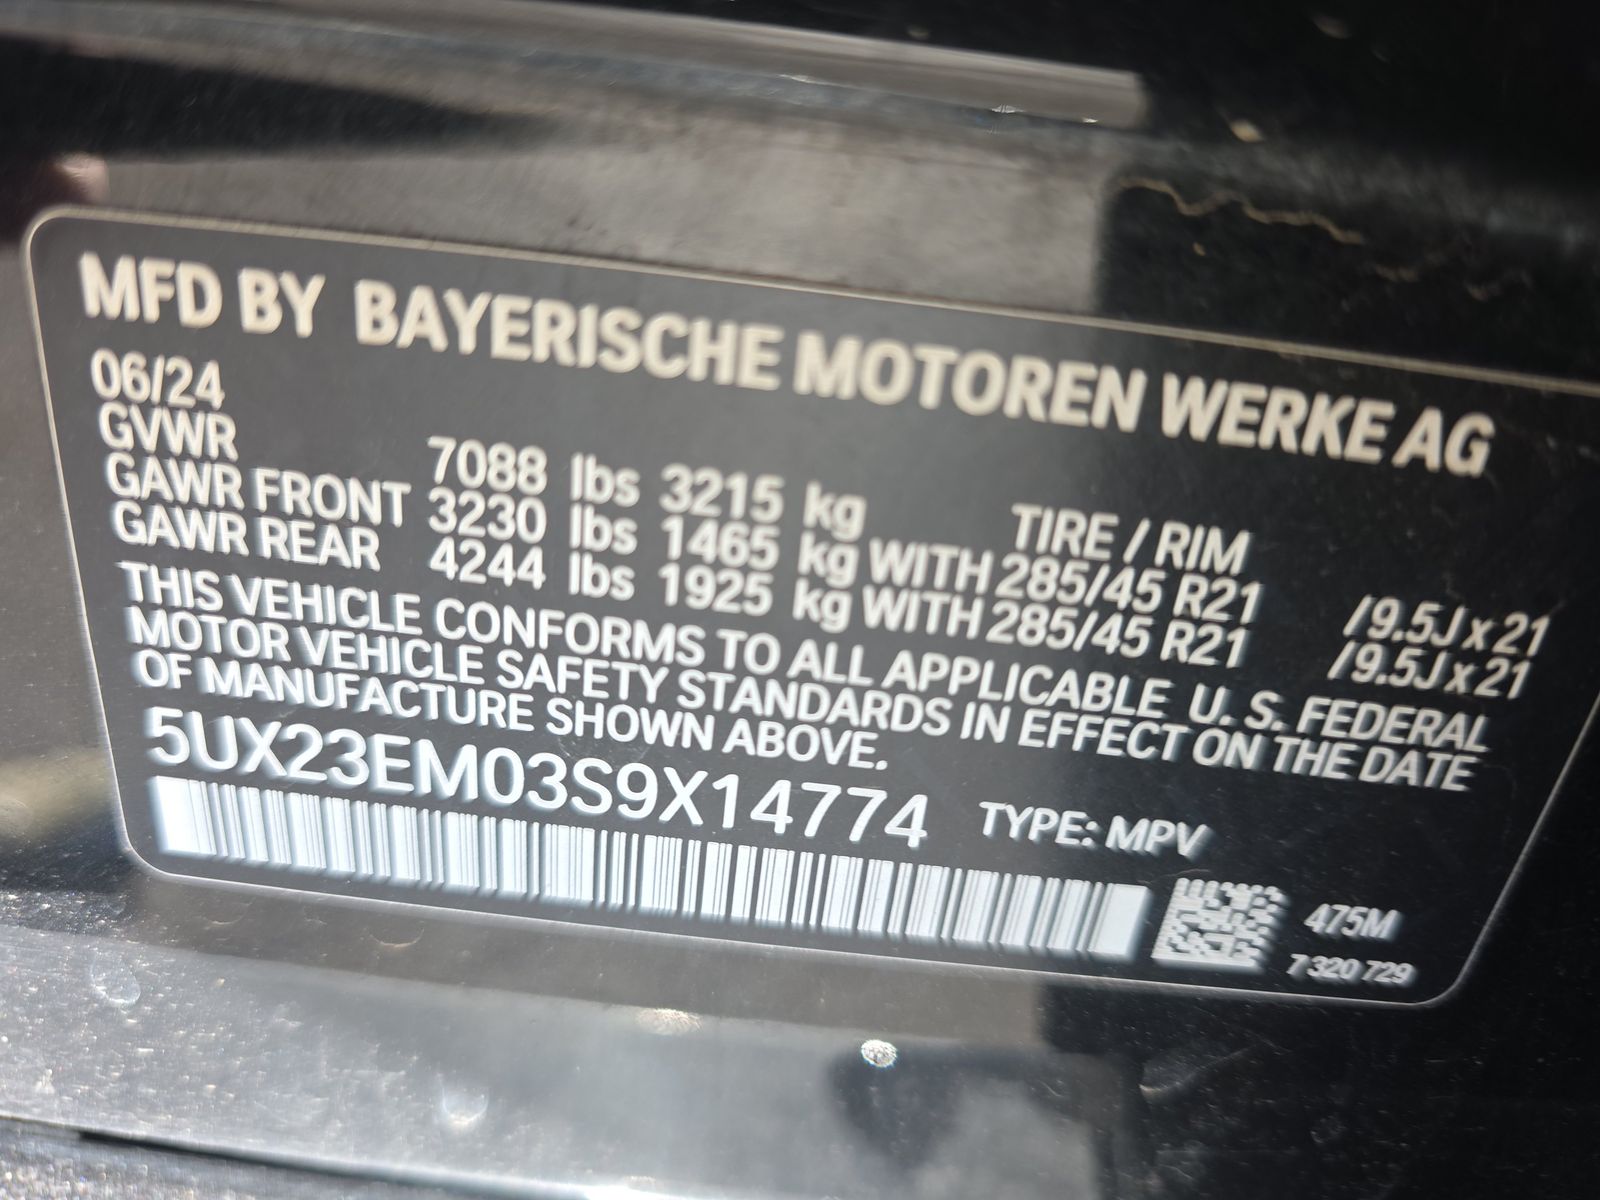 MFD BY BAYERISCHE MOTOREN WERKE AG
06/24
GVWR 7088 lbs 3215 kg TIRE / RIM
GAWR FRONT 3230 lbs 1465 kg WITH 285/45 R21 /9.5J x 21
GAWR REAR 4244 lbs 1925 kg WITH 285/45 R21 /9.5J x 21
THIS VEHICLE CONFORMS TO ALL APPLICABLE U. S. FEDERAL
MOTOR VEHICLE SAFETY STANDARDS IN EFFECT ON THE DATE
OF MANUFACTURE SHOWN ABOVE.
5UX23EM03S9X14774 TYPE: MPV
475M
7 320 729